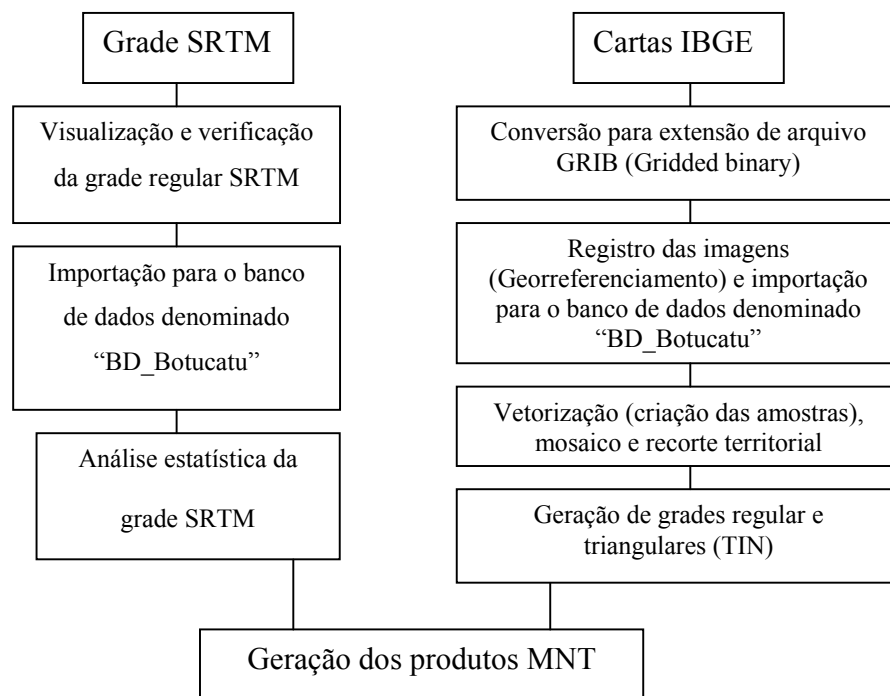 Grade SRTM
Visualização e verificação
da grade regular SRTM
Importação para o banco
de dados denominado
“BD_Botucatu”
Análise estatística da
grade SRTM
Cartas IBGE
Conversão para extensão de arquivo
GRIB (Gridded binary)
Registro das imagens
(Georreferenciamento) e importação
para o banco de dados denominado
“BD_Botucatu”
Vetorização (criação das amostras),
mosaico e recorte territorial
Geração de grades regular e
triangulares (TIN)
Geração dos produtos MNT